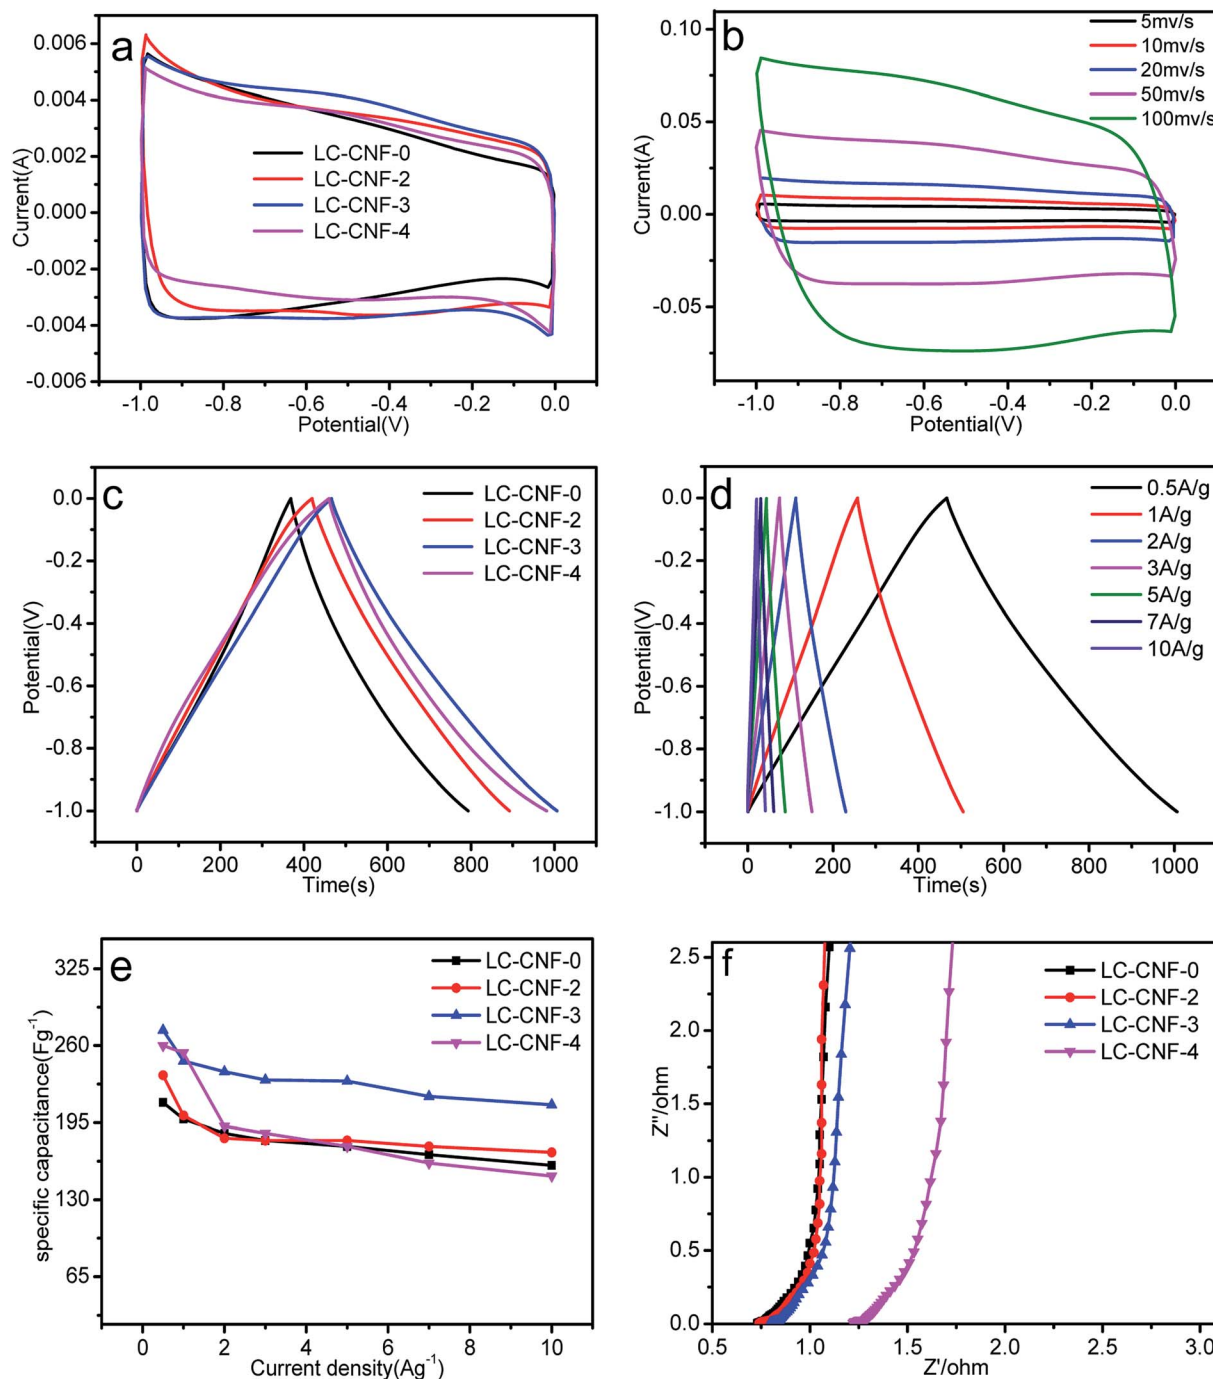 a
0.006
0.004
0.002
0.000
-0.002
-0.004
-0.006
Current(A)
LC-CNF-0
LC-CNF-2
LC-CNF-3
LC-CNF-4
-1.0 -0.8 -0.6 -0.4 -0.2 0.0
Potential(V)
b
0.10
0.05
0.00
-0.05
Current(A)
5mv/s
10mv/s
20mv/s
50mv/s
100mv/s
-1.0 -0.8 -0.6 -0.4 -0.2 0.0
Potential(V)
c
0.0
-0.2
-0.4
-0.6
-0.8
-1.0
Potential(V)
LC-CNF-0
LC-CNF-2
LC-CNF-3
LC-CNF-4
0 200 400 600 800 1000
Time(s)
d
0.0
-0.2
-0.4
-0.6
-0.8
-1.0
Potential(V)
0.5A/g
1A/g
2A/g
3A/g
5A/g
7A/g
10A/g
0 200 400 600 800 1000
Time(s)
e
325
260
195
130
65
specific capacitance(Fg⁻¹)
LC-CNF-0
LC-CNF-2
LC-CNF-3
LC-CNF-4
0 2 4 6 8 10
Current density(Ag⁻¹)
f
2.5
2.0
1.5
1.0
0.5
0.0
Z''/ohm
LC-CNF-0
LC-CNF-2
LC-CNF-3
LC-CNF-4
0.5 1.0 1.5 2.0 2.5 3.0
Z'/ohm